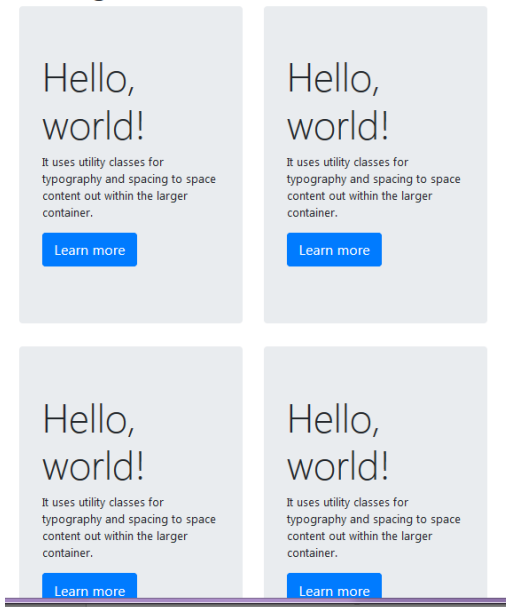 Hello,
world!
It uses utility classes for
typography and spacing to space
content out within the larger
container.
Learn more
Hello,
world!
It uses utility classes for
typography and spacing to space
content out within the larger
container.
Learn more
Hello,
world!
It uses utility classes for
typography and spacing to space
content out within the larger
container.
Learn more
Hello,
world!
It uses utility classes for
typography and spacing to space
content out within the larger
container.
Learn more